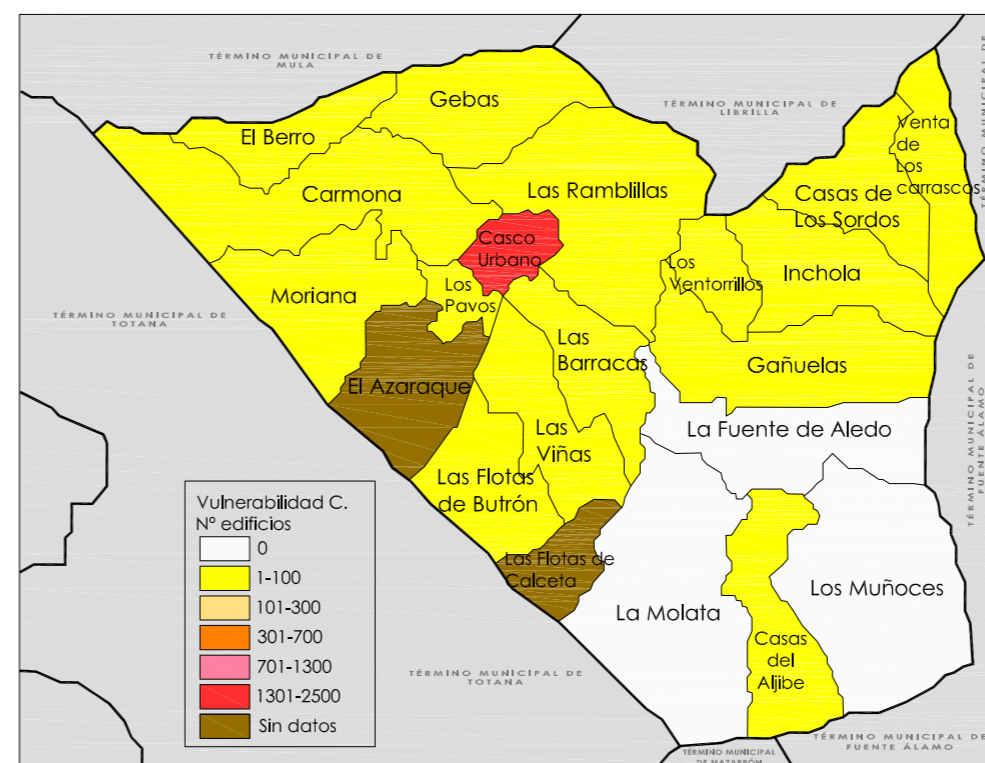 TÉRMINO MUNICIPAL DE
MULA
TÉRMINO MUNICIPAL DE
LIBRILLA
TÉRMINO MUNICIPAL DE
Gebas
El Berro
Venta
de
Los
carrascos
Carmona
Las Ramblillas
Casas de
Los Sordos
Casco
Urbano
Los
Ventorrillos
Inchola
Moriana
Los
Pavos
TÉRMINO MUNICIPAL DE
TOTANA
Las
Barracas
Gañuelas
El Azaraque
TÉRMINO MUNICIPAL DE
FUENTE ÁLAMO
La Fuente de Aledo
Las
Viñas
Las Flotas
de Butrón
Las Flotas de
Calceta
La Molata
Los Muñoces
Casas
del
Aljibe
TÉRMINO MUNICIPAL DE
TOTANA
TÉRMINO MUNICIPAL DE
FUENTE ÁLAMO
TÉRMINO MUNICIPAL
DE MAZARRÓN
Vulnerabilidad C.
Nº edificios
0
1-100
101-300
301-700
701-1300
1301-2500
Sin datos